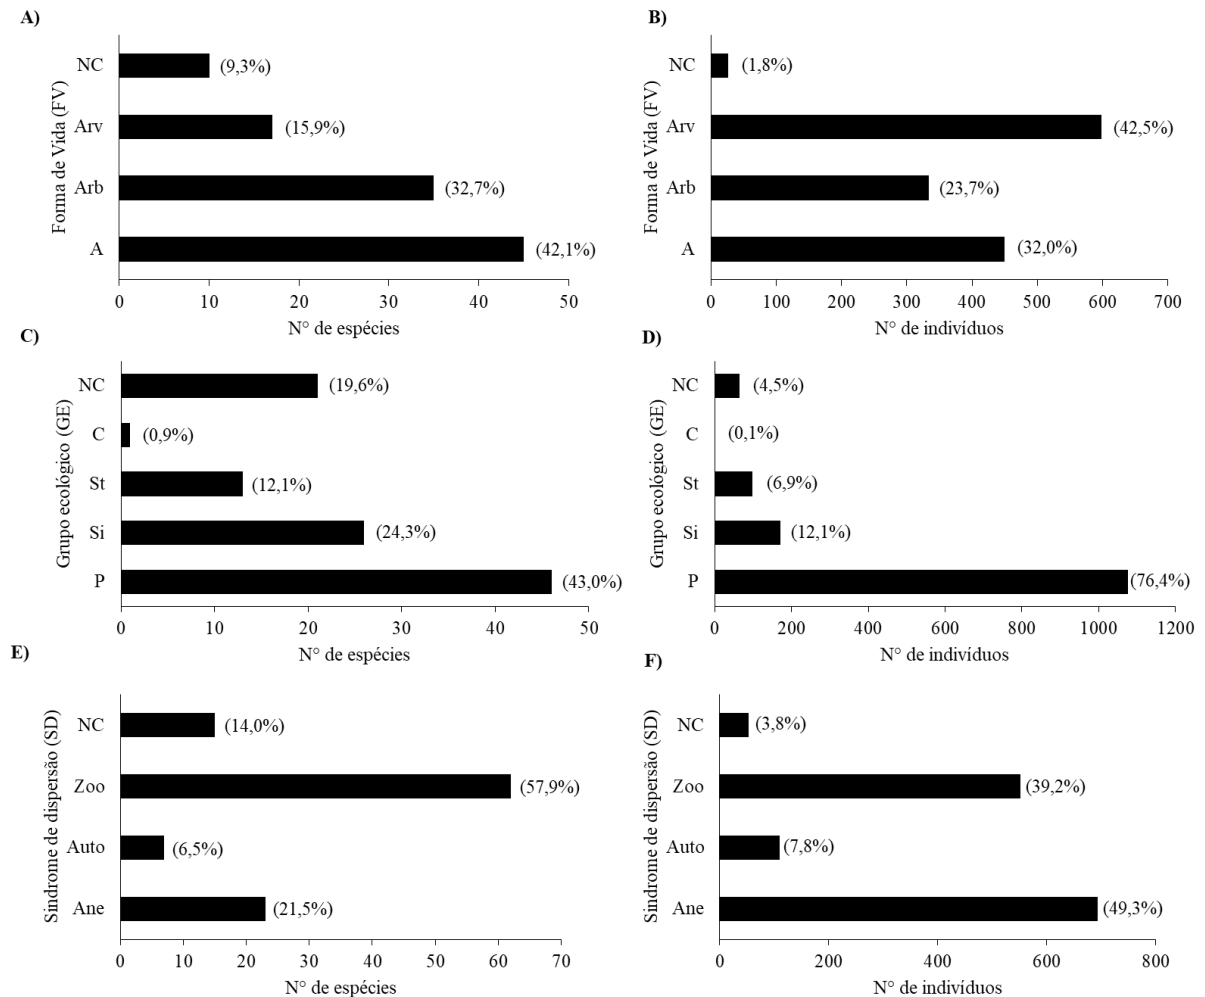 A)
Forma de Vida (FV)
NC
(9,3%)
Arv
(15,9%)
Arb
(32,7%)
A
(42,1%)
0 10 20 30 40 50
N° de espécies
B)
Forma de Vida (FV)
NC
(1,8%)
Arv
(42,5%)
Arb
(23,7%)
A
(32,0%)
0 100 200 300 400 500 600 700
N° de indivíduos
C)
Grupo ecológico (GE)
NC
(19,6%)
C
(0,9%)
St
(12,1%)
Si
(24,3%)
P
(43,0%)
0 10 20 30 40 50
N° de espécies
D)
Grupo ecológico (GE)
NC
(4,5%)
C
(0,1%)
St
(6,9%)
Si
(12,1%)
P
(76,4%)
0 200 400 600 800 1000 1200
N° de indivíduos
E)
Sindrome de dispersão (SD)
NC
(14,0%)
Zoo
(57,9%)
Auto
(6,5%)
Ane
(21,5%)
0 10 20 30 40 50 60 70
N° de espécies
F)
Sindrome de dispersão (SD)
NC
(3,8%)
Zoo
(39,2%)
Auto
(7,8%)
Ane
(49,3%)
0 200 400 600 800
N° de indivíduos